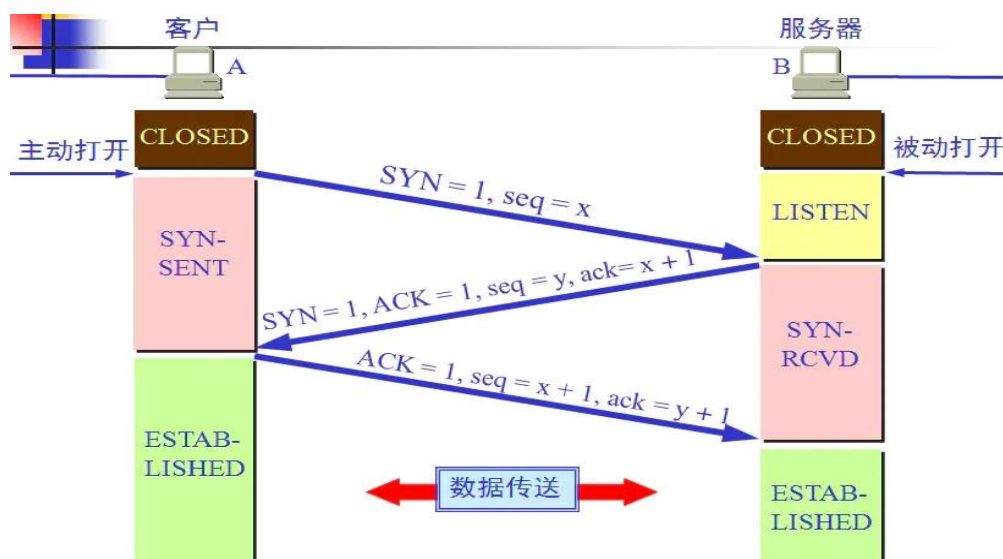 客户
服务器
A
B
CLOSED
CLOSED
主动打开
被动打开
SYN = 1, seq = x
LISTEN
SYN-
SENT
SYN = 1, ACK = 1, seq = y, ack= x + 1
SYN-
RCVD
ACK = 1, seq = x + 1, ack = y + 1
ESTAB-
LISHED
数据传送
ESTAB-
LISHED